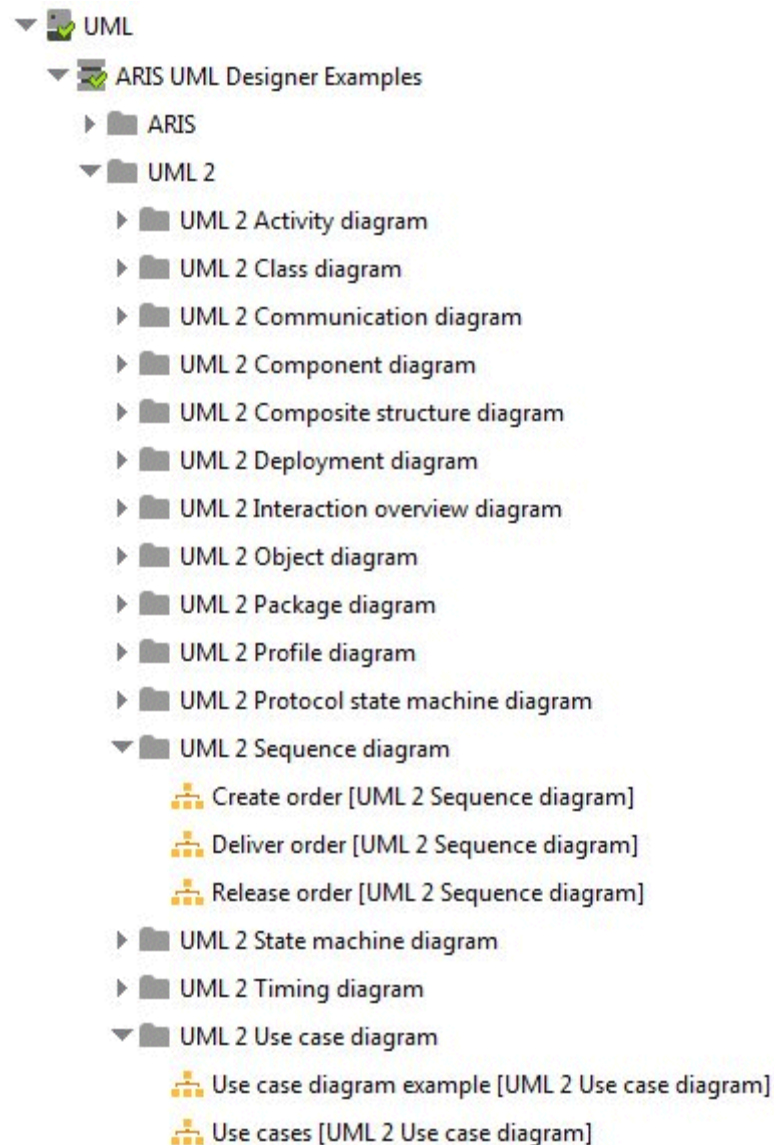 UML
ARIS UML Designer Examples
ARIS
UML 2
UML 2 Activity diagram
UML 2 Class diagram
UML 2 Communication diagram
UML 2 Component diagram
UML 2 Composite structure diagram
UML 2 Deployment diagram
UML 2 Interaction overview diagram
UML 2 Object diagram
UML 2 Package diagram
UML 2 Profile diagram
UML 2 Protocol state machine diagram
UML 2 Sequence diagram
Create order [UML 2 Sequence diagram]
Deliver order [UML 2 Sequence diagram]
Release order [UML 2 Sequence diagram]
UML 2 State machine diagram
UML 2 Timing diagram
UML 2 Use case diagram
Use case diagram example [UML 2 Use case diagram]
Use cases [UML 2 Use case diagram]